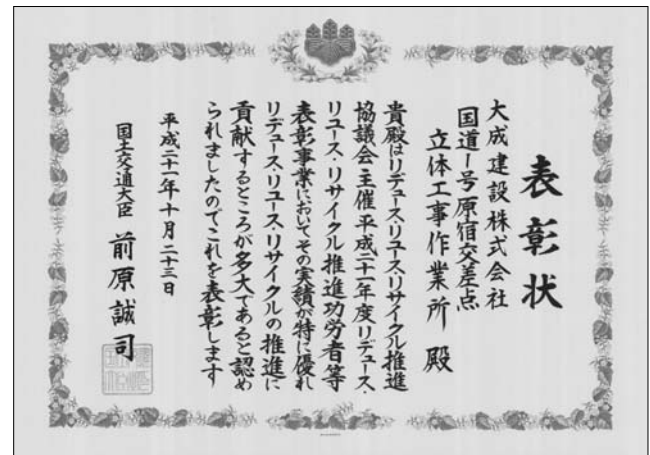 表彰状
大成建設株式会社
国道1号原宿交差点
立体工事作業所 殿
貴殿はリデュース・リユース・リサイクル推進
協議会主催平成二十一年度リデュース・
リユース・リサイクル推進功労者等
表彰事業においてその実績が特に優れ
リデュース・リユース・リサイクルの推進に
貢献するところが多大であると認め
られましたのでこれを表彰します
平成二十一年十月二十三日
国土交通大臣 前原誠司